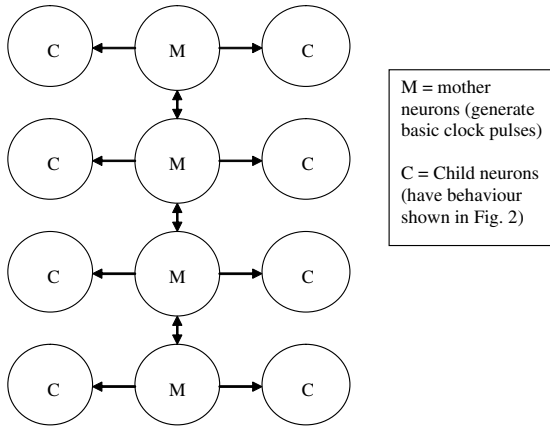 C M C
C M C
C M C
C M C
M = mother
neurons (generate
basic clock pulses)
C = Child neurons
(have behaviour
shown in Fig. 2)